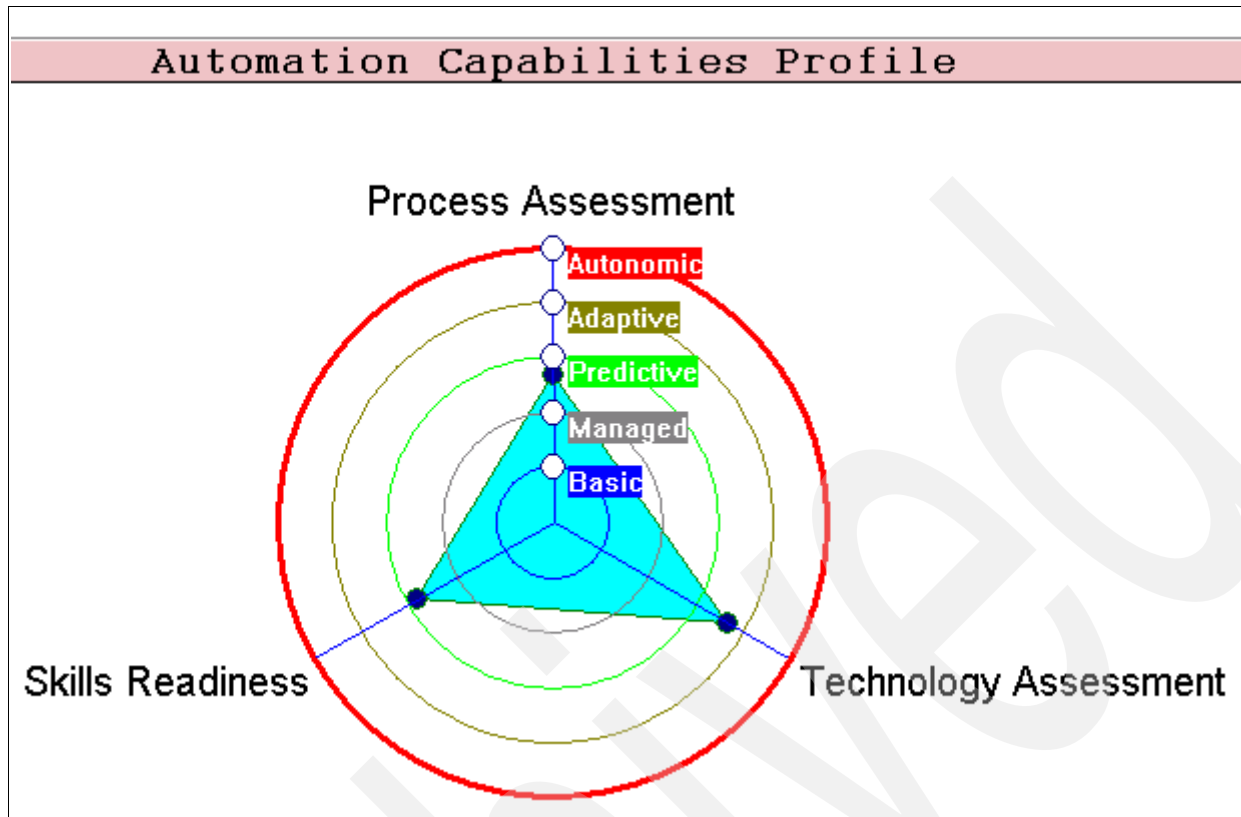 Automation Capabilities Profile
Process Assessment
Autonomic
Adaptive
Predictive
Managed
Basic
Skills Readiness
Technology Assessment